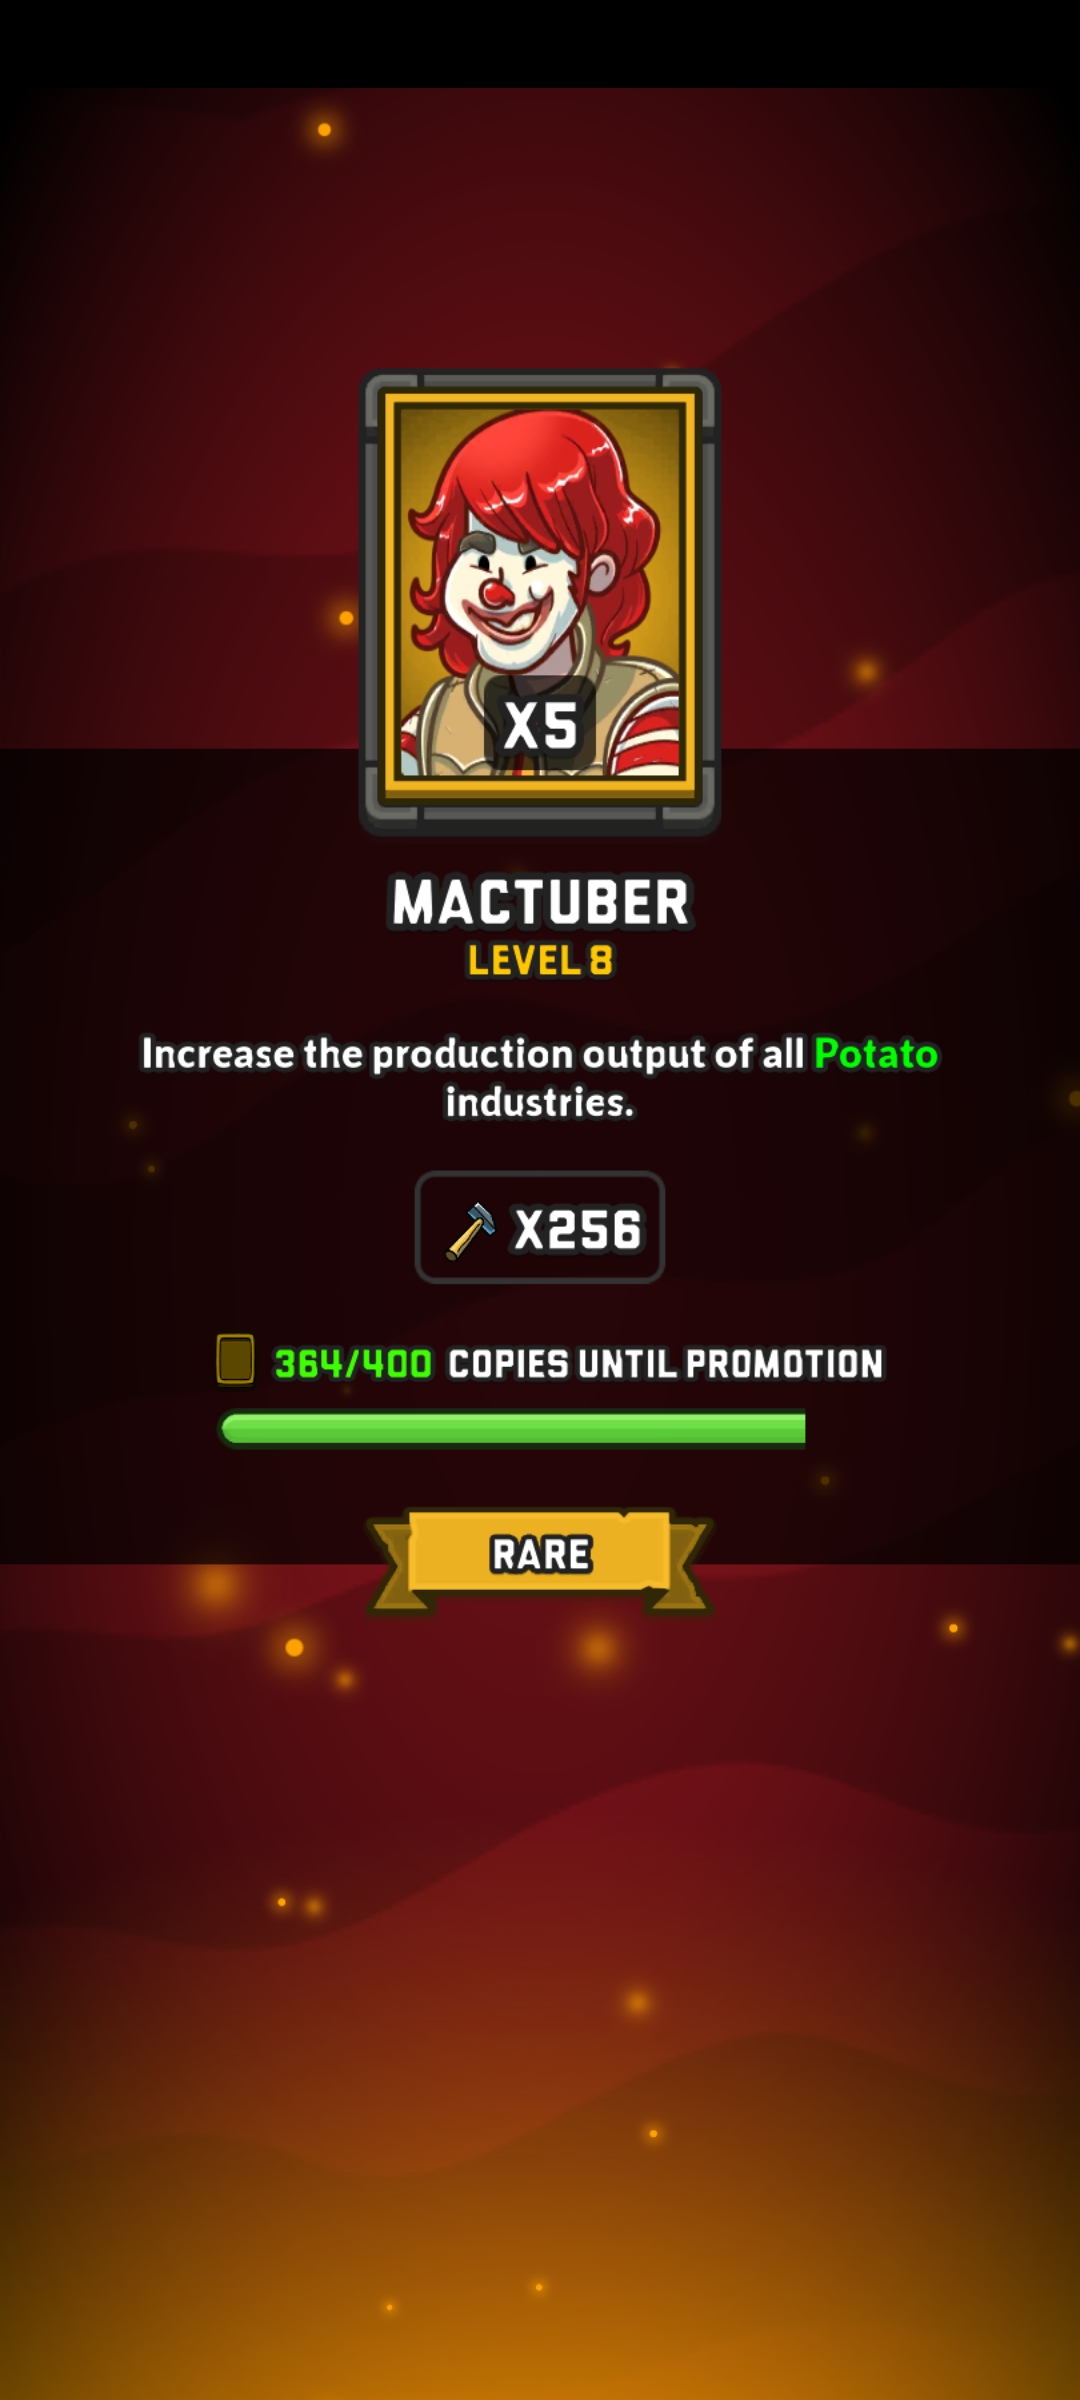 X5
MACTUBER
LEVEL 8
Increase the production output of all Potato
industries.
X256
364/400 COPIES UNTIL PROMOTION
RARE